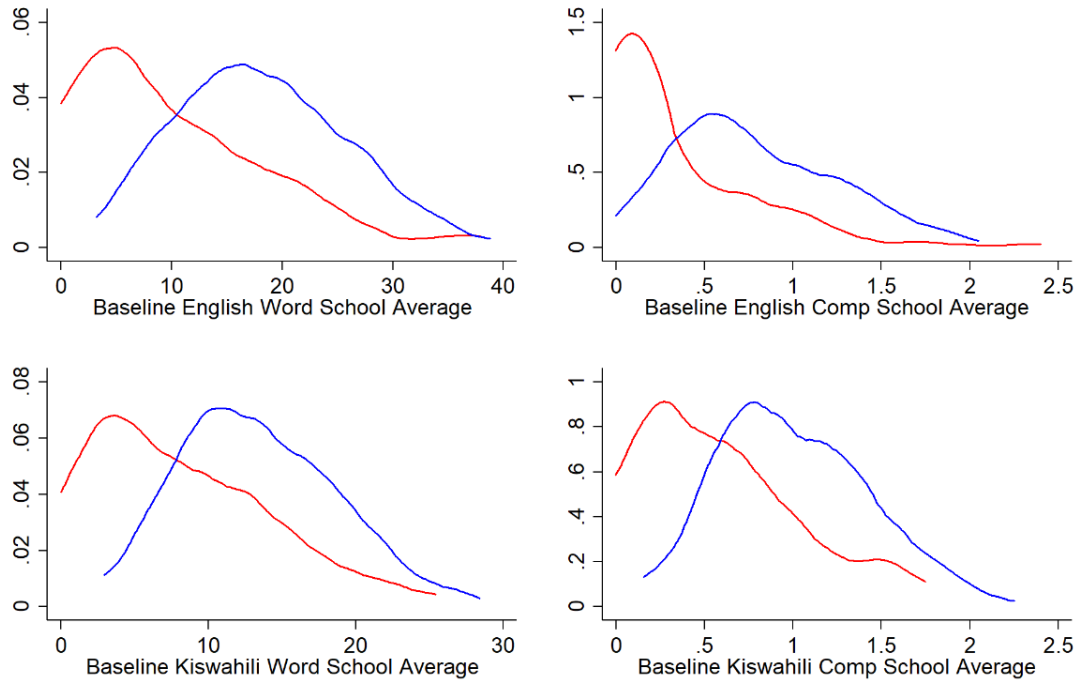 .06 1.5
.04 1
.02 .5
0 0
0 10 20 30 40 0 .5 1 1.5 2 2.5
Baseline English Word School Average Baseline English Comp School Average
.08 1
.06 .8
.04 .6
.02 .4
0 .2
0
0 10 20 30 0 .5 1 1.5 2 2.5
Baseline Kiswahili Word School Average Baseline Kiswahili Comp School Average